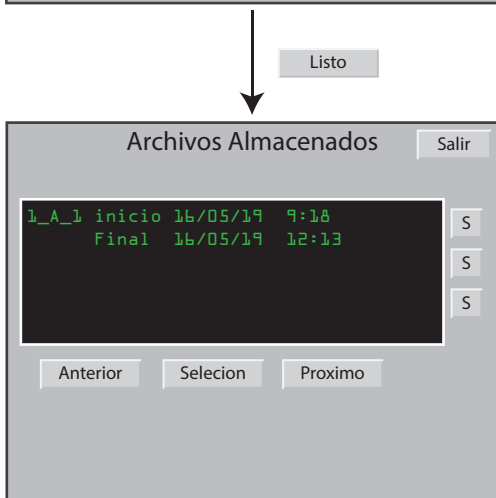 Listo
Archivos Almacenados
Salir
1_A_1 inicio 16/05/19 9:18
Final 16/05/19 12:13
S
S
S
Anterior
Selecion
Proximo